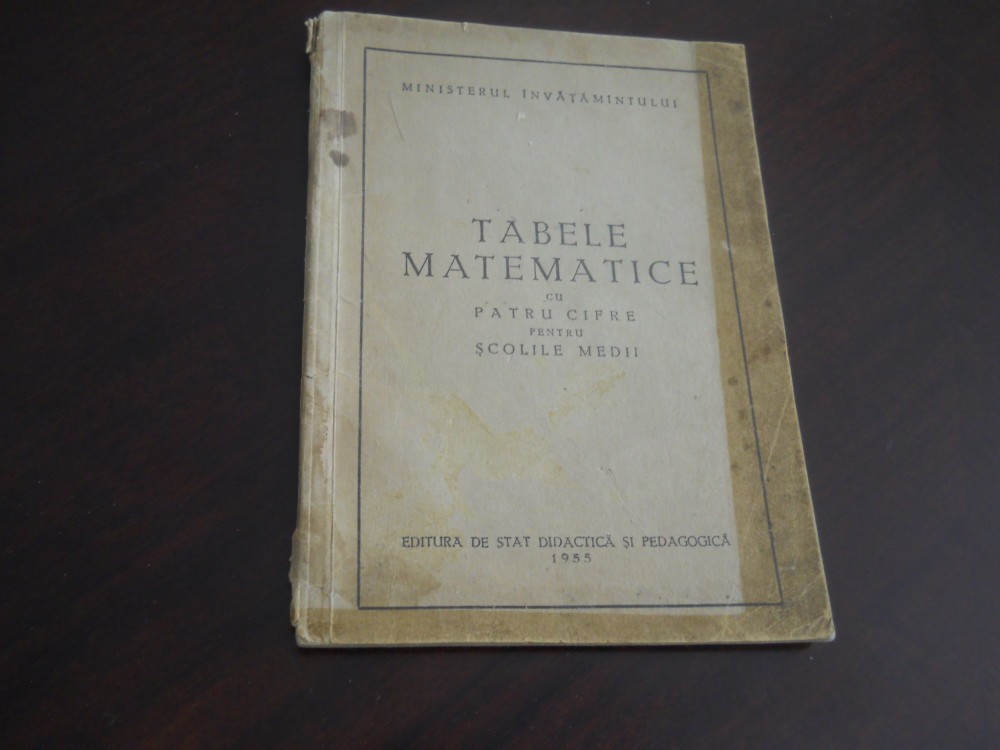 MINISTERUL ÎNVĂȚĂMÎNTULUI
TABELE
MATEMATICE
CU
PATRU CIFRE
PENTRU
ȘCOLILE MEDII
EDITURA DE STAT DIDACTICĂ ȘI PEDAGOGICĂ
1955